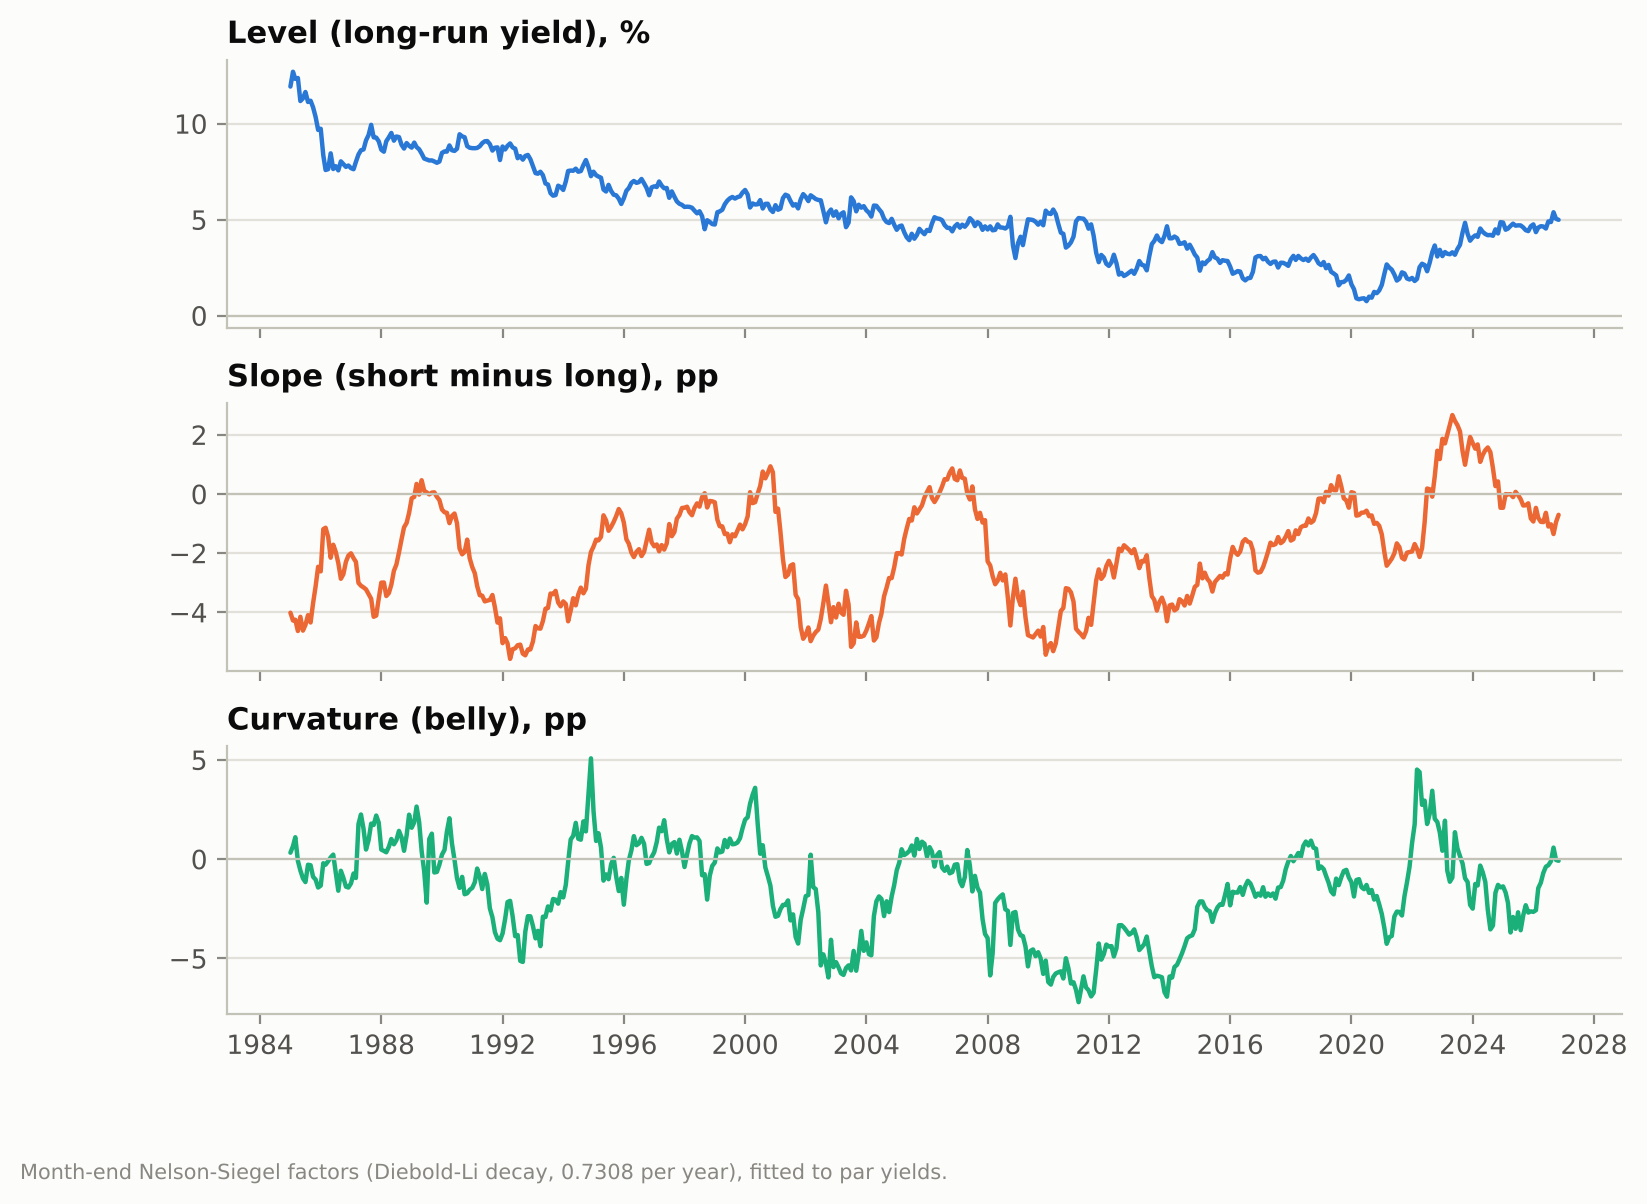 Level (long-run yield), %
10
5
0
Slope (short minus long), pp
2
0
−2
−4
Curvature (belly), pp
5
0
−5
1984 1988 1992 1996 2000 2004 2008 2012 2016 2020 2024 2028
Month-end Nelson-Siegel factors (Diebold-Li decay, 0.7308 per year), fitted to par yields.